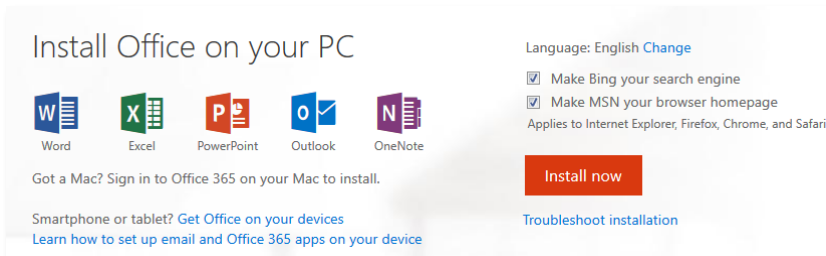 Install Office on your PC
W
X
P
O
N
Word
Excel
PowerPoint
Outlook
OneNote
Got a Mac? Sign in to Office 365 on your Mac to install.
Smartphone or tablet? Get Office on your devices
Learn how to set up email and Office 365 apps on your device
Language: English Change
Make Bing your search engine
Make MSN your browser homepage
Applies to Internet Explorer, Firefox, Chrome, and Safari
Install now
Troubleshoot installation